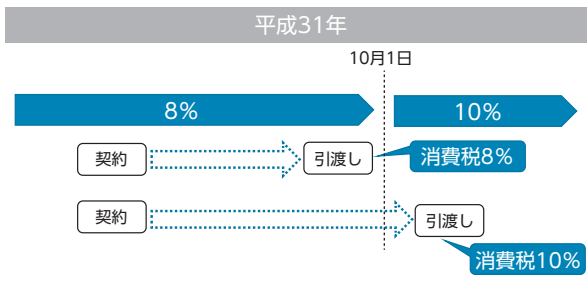 平成31年
10月1日
8%
10%
契約
引渡し
消費税8%
契約
引渡し
消費税10%